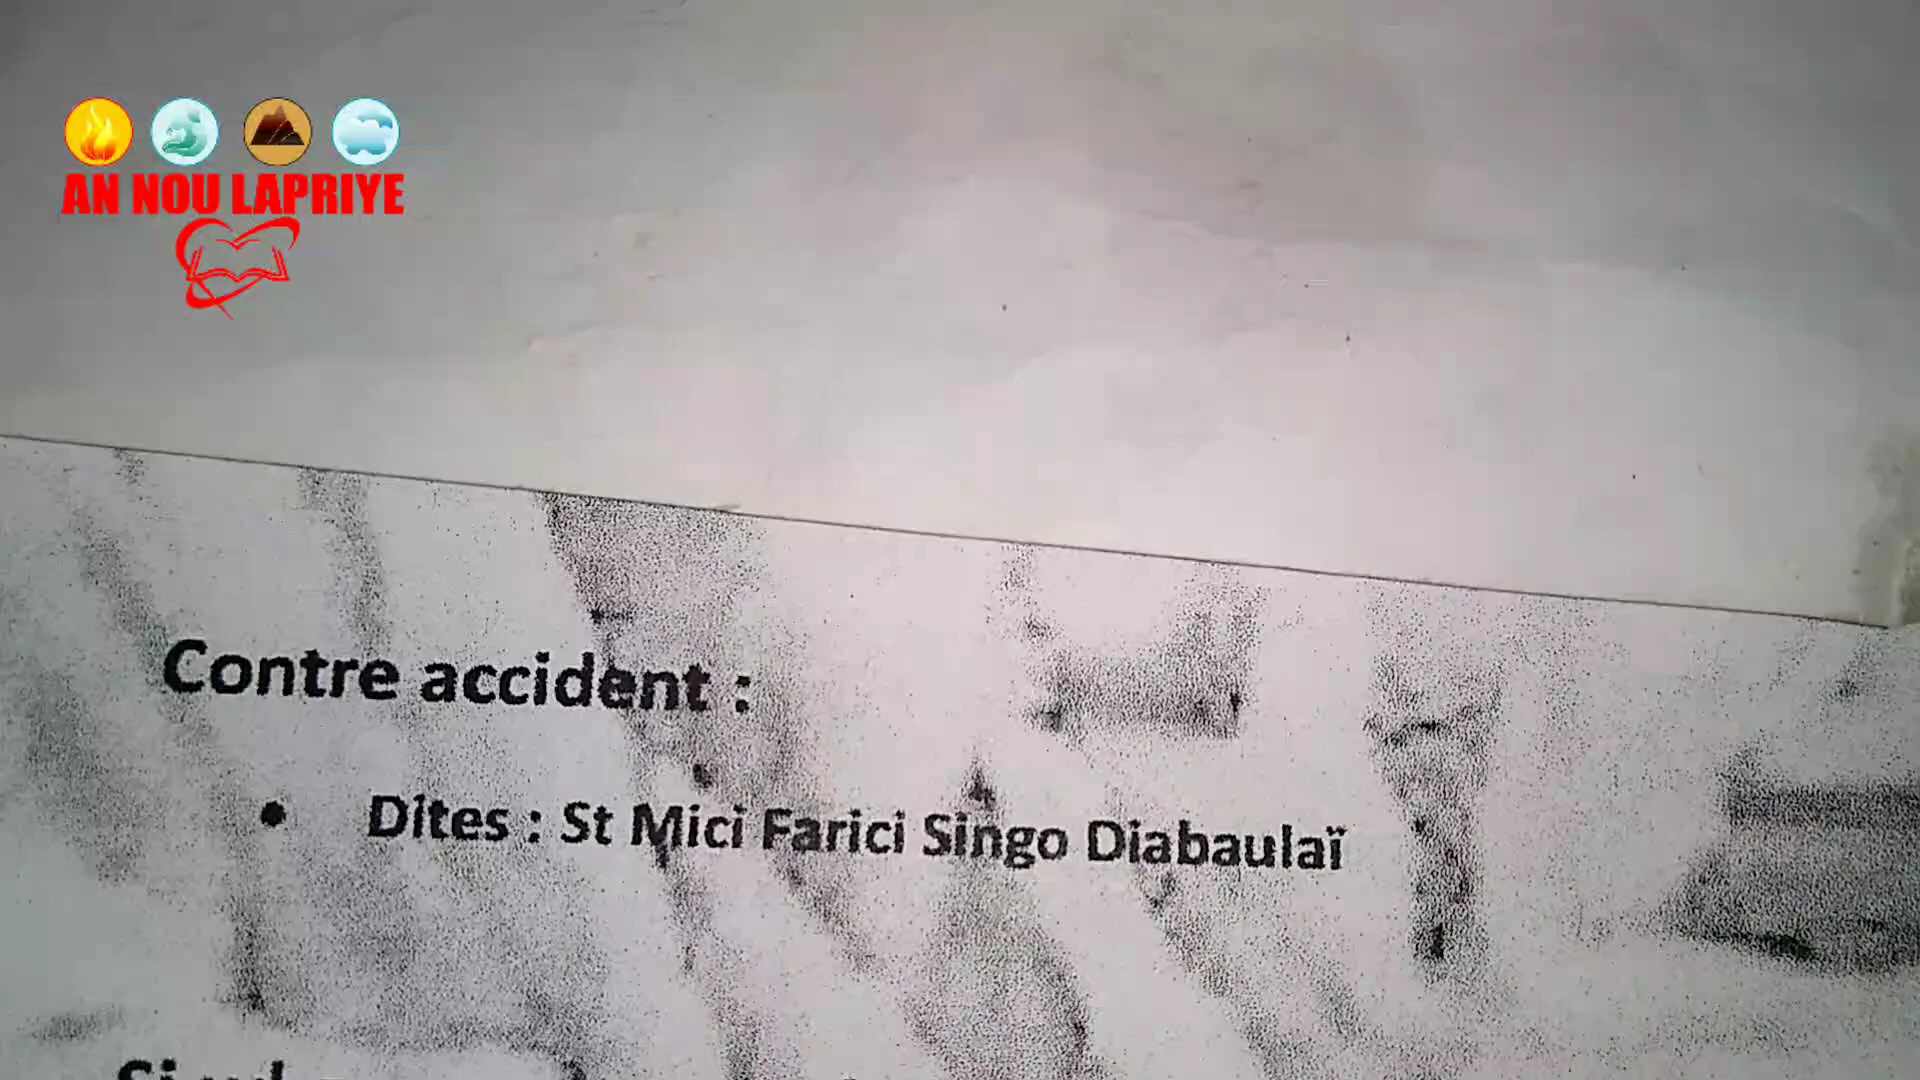 AN NOU LAPRIYE
Contre accident :
• Dites : St Mici Farici Singo Diabaulaï